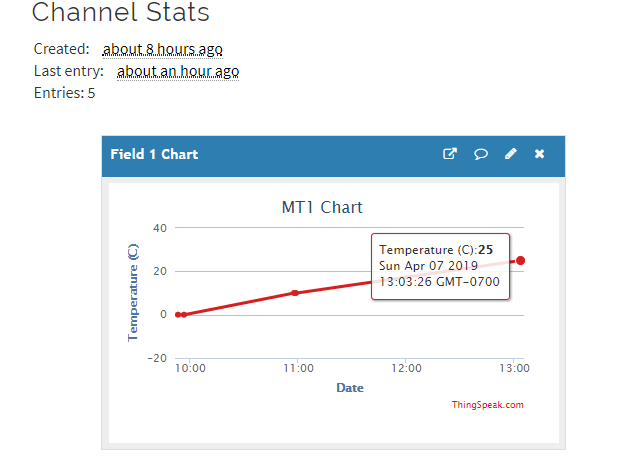 Channel Stats
Created: about 8 hours ago
Last entry: about an hour ago
Entries: 5
Field 1 Chart
MT1 Chart
Temperature (C)
40
20
0
-20
Temperature (C):25
Sun Apr 07 2019
13:03:26 GMT-0700
10:00 11:00 12:00 13:00
Date
ThingSpeak.com